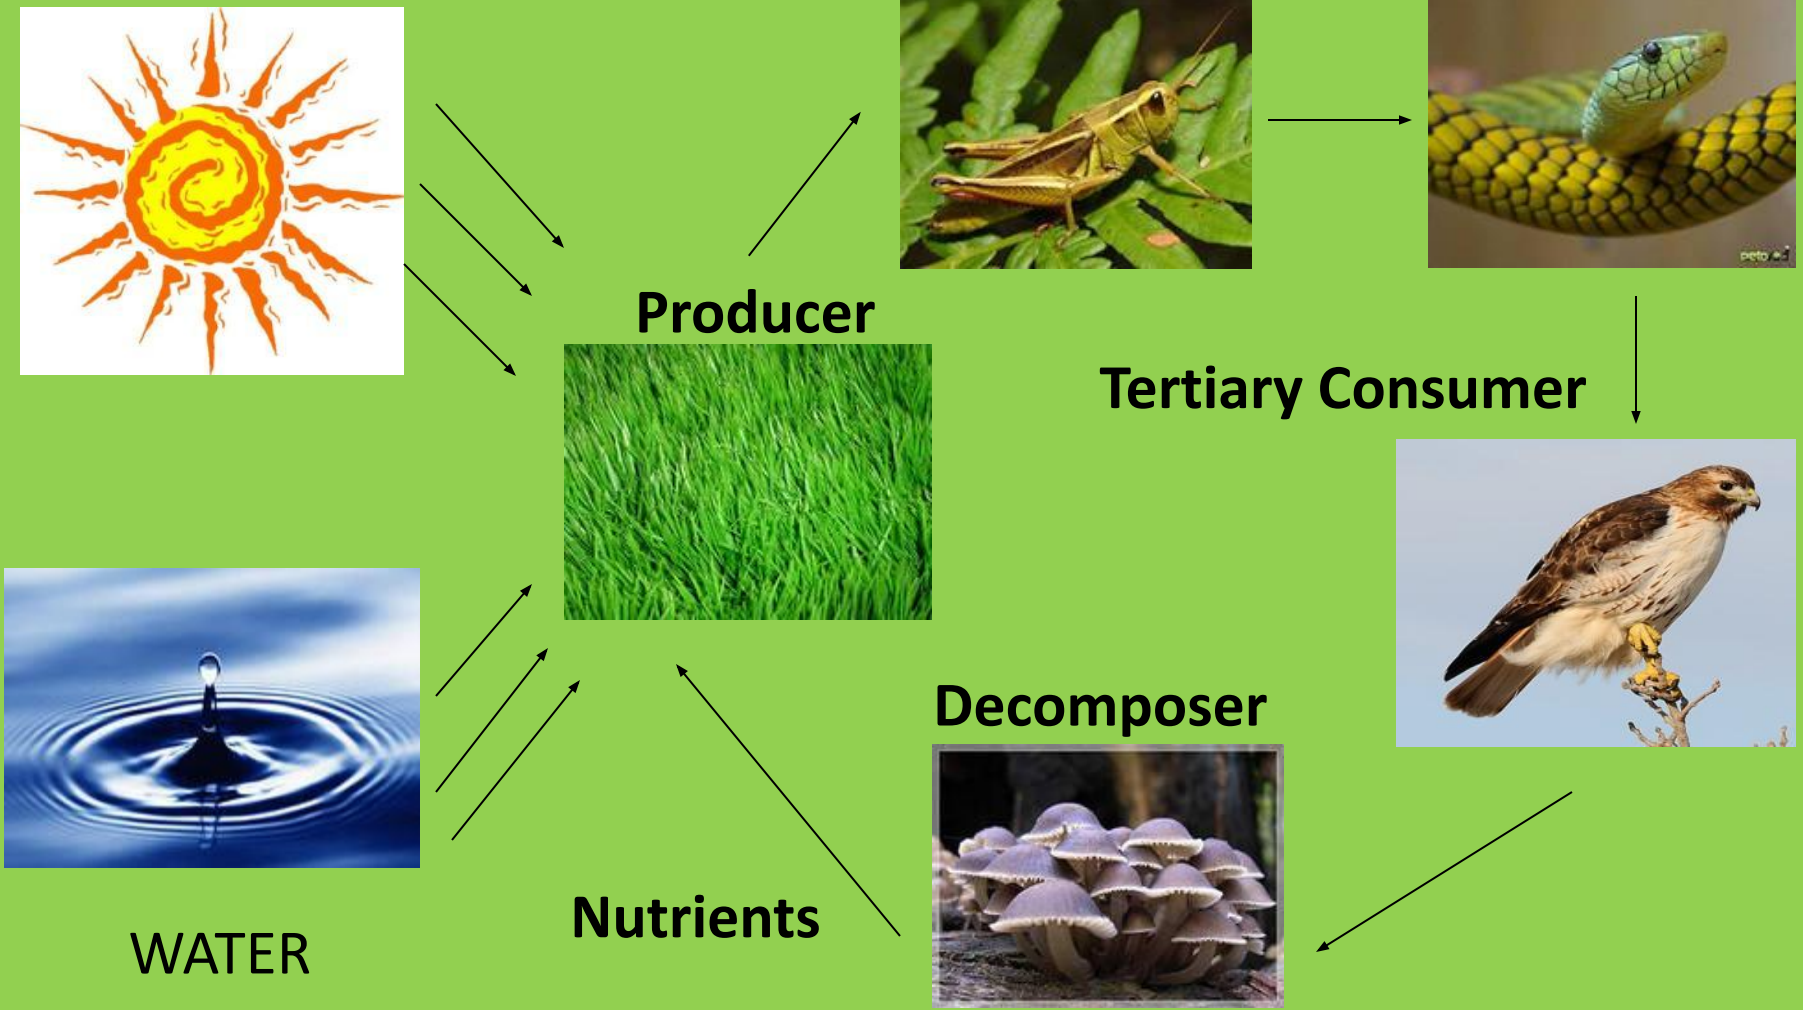 Producer
Tertiary Consumer
Decomposer
Nutrients
WATER